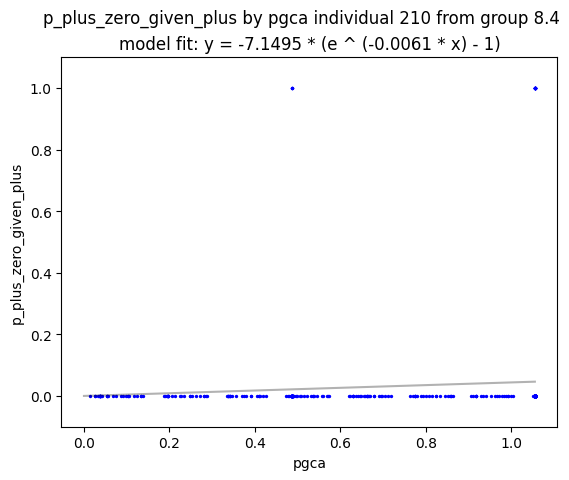 p_plus_zero_given_plus by pgca individual 210 from group 8.4
model fit: y = -7.1495 * (e ^ (-0.0061 * x) - 1)
1.0
0.8
0.6
0.4
0.2
0.0
p_plus_zero_given_plus
0.0 0.2 0.4 0.6 0.8 1.0
pgca